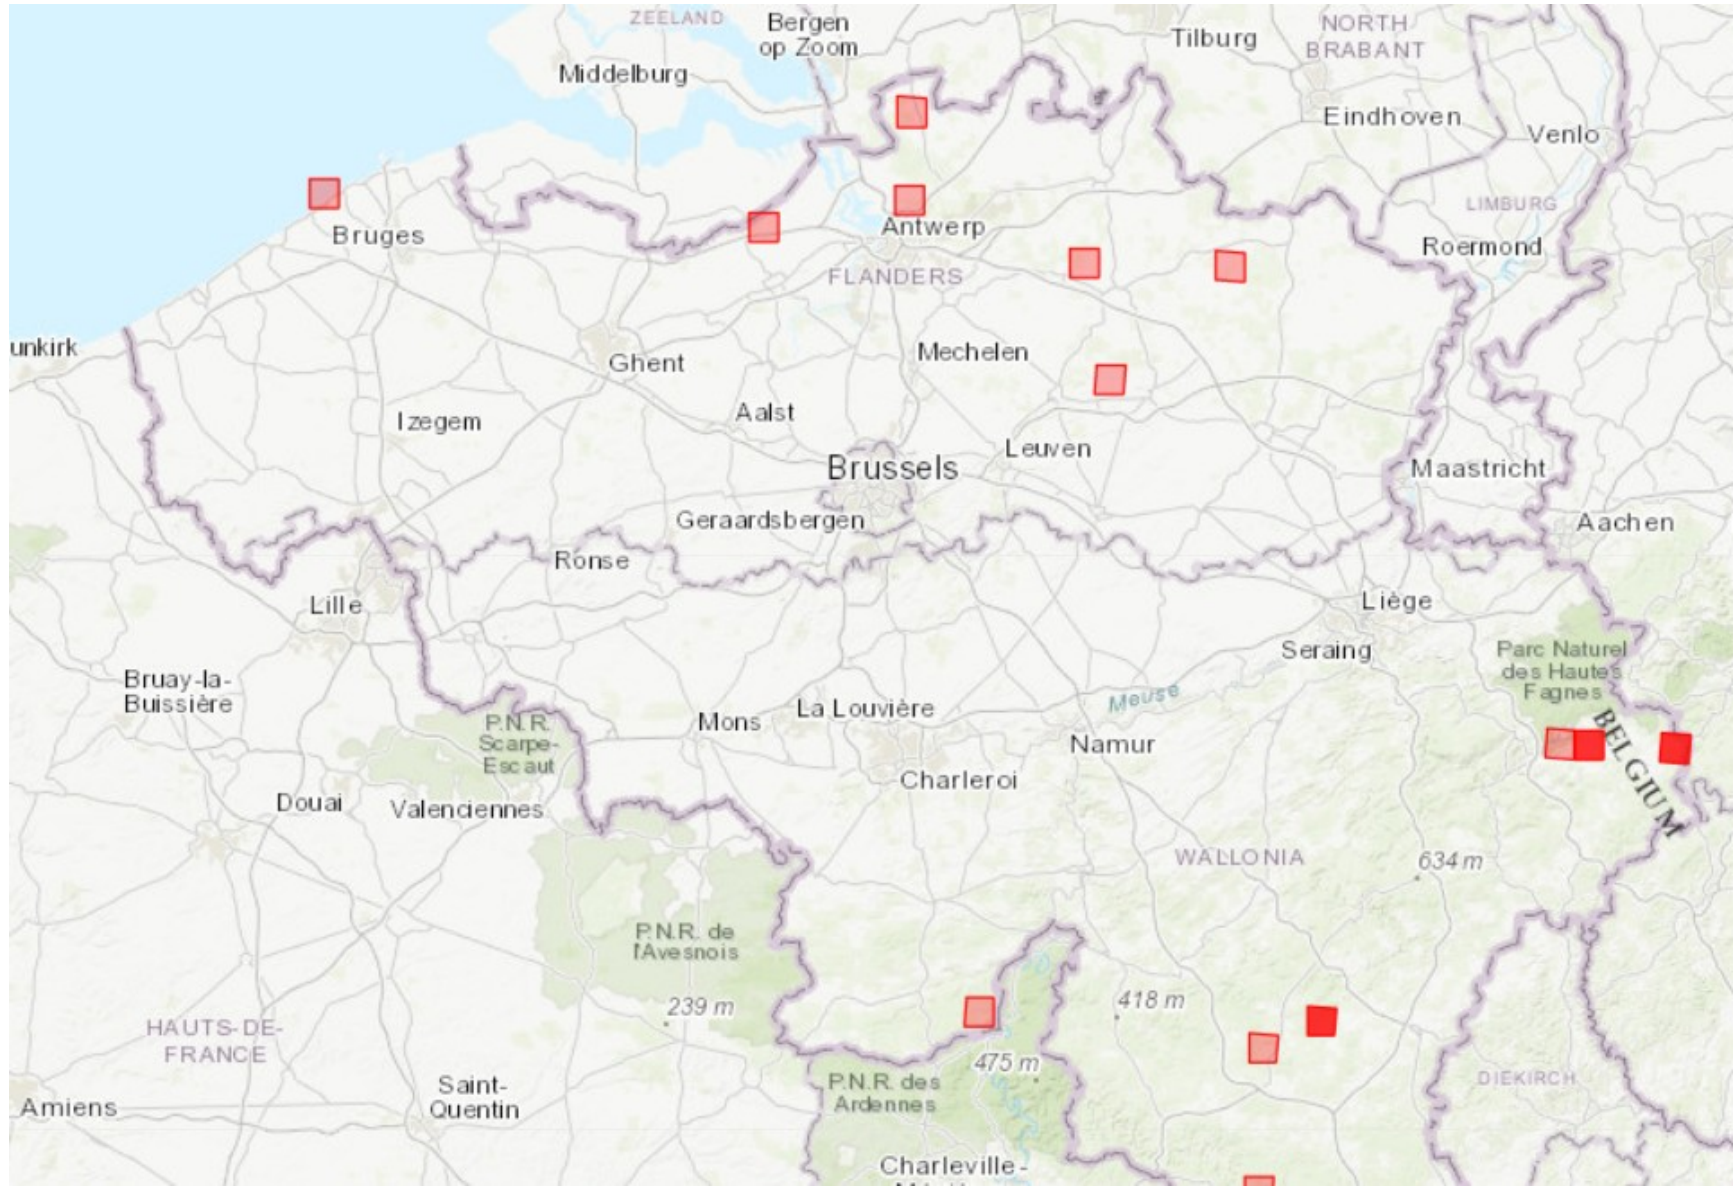 ZEELAND
Bergen
op Zoom
Tilburg
NORTH
BRABANT
Middelburg
Eindhoven
Venlo
LIMBURG
Bruges
Antwerp
Roermond
FLANDERS
unkirk
Ghent
Mechelen
Izegem
Aalst
Leuven
Brussels
Maastricht
Geraardsbergen
Aachen
Ronse
Lille
Liège
Seraing
Parc Naturel
des Hautes
Fagnes
Bruay-la-
Buissière
Meuse
P.N.R.
Scarpe-
Escaut
Mons
La Louvière
Namur
BELGIUM
Charleroi
Douai
Valenciennes
WALLONIA
634 m
P.N.R. de
l'Avesnois
239 m
418 m
HAUTS-DE-
FRANCE
475 m
DIEKIRCH
P.N.R. des
Ardennes
Saint-
Quentin
Amiens
Charleville-